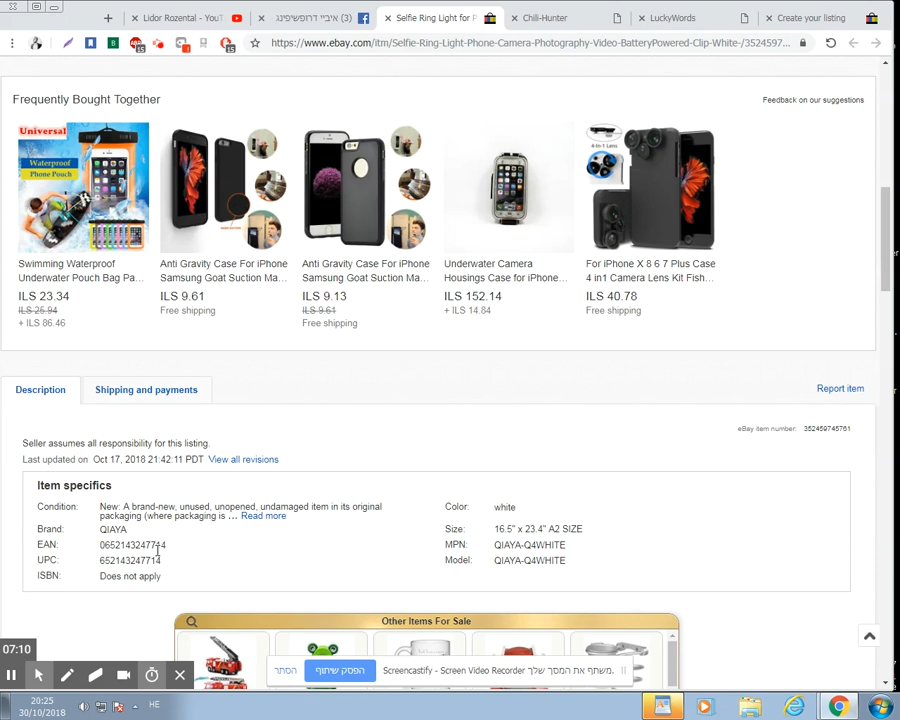 Lidor Rozental - YouT
(3) איביי דרופשיפינג
Selfie Ring Light for P
Chili-Hunter
LuckyWords
Create your listing
https://www.ebay.com/itm/Selfie-Ring-Light-Phone-Camera-Photography-Video-BatteryPowered-Clip-White-/3524597...
Frequently Bought Together
Feedback on our suggestions
Universal
Waterproof
Phone Pouch
4-in-1 Lens
Swimming Waterproof
Underwater Pouch Bag Pa...
ILS 23.34
ILS 25.94
+ ILS 86.46
Anti Gravity Case For iPhone
Samsung Goat Suction Ma...
ILS 9.61
Free shipping
Anti Gravity Case For iPhone
Samsung Goat Suction Ma...
ILS 9.13
ILS 9.61
Free shipping
Underwater Camera
Housings Case for iPhone...
ILS 152.14
+ ILS 14.84
For iPhone X 8 6 7 Plus Case
4 in1 Camera Lens Kit Fish...
ILS 40.78
Free shipping
Description
Shipping and payments
Report item
eBay item number: 352459745761
Seller assumes all responsibility for this listing.
Last updated on Oct 17, 2018 21:42:11 PDT View all revisions
Item specifics
Condition: New: A brand-new, unused, unopened, undamaged item in its original
packaging (where packaging is ... Read more
Color: white
Brand: QIAYA
Size: 16.5" x 23.4" A2 SIZE
EAN: 0652143247714
MPN: QIAYA-Q4WHITE
UPC: 652143247714
Model: QIAYA-Q4WHITE
ISBN: Does not apply
Other Items For Sale
07:10
הסתר
הפסק שיתוף
Screencastify - Screen Video Recorder משתף את המסך שלך.
20:25
30/10/2018
HE